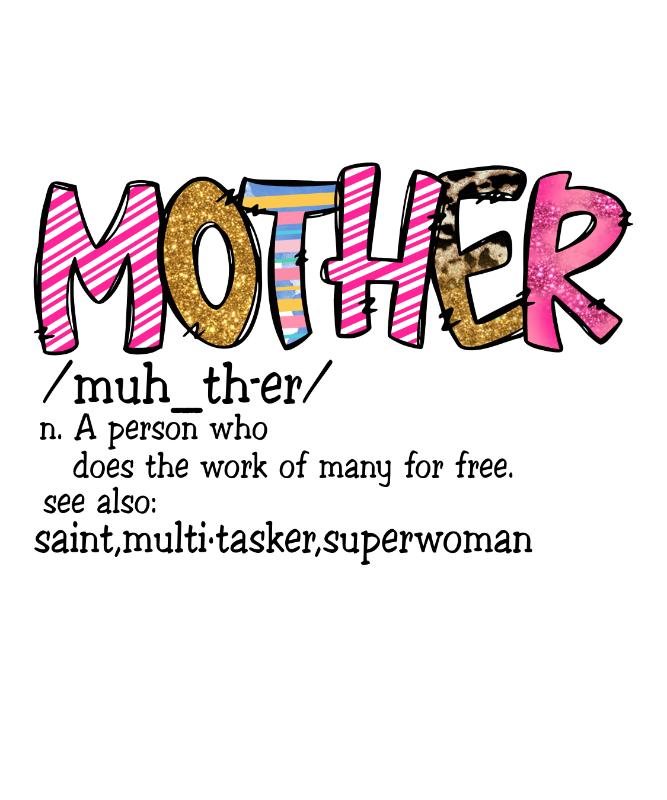 MOTHER
/muh_th-er/
n. A person who
does the work of many for free.
see also:
saint,multi·tasker,superwoman